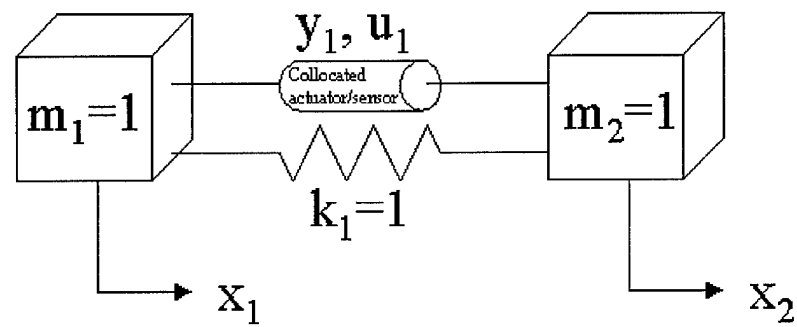 y₁, u₁
Collocated
actuator/sensor
m₁=1
m₂=1
k₁=1
x₁
x₂